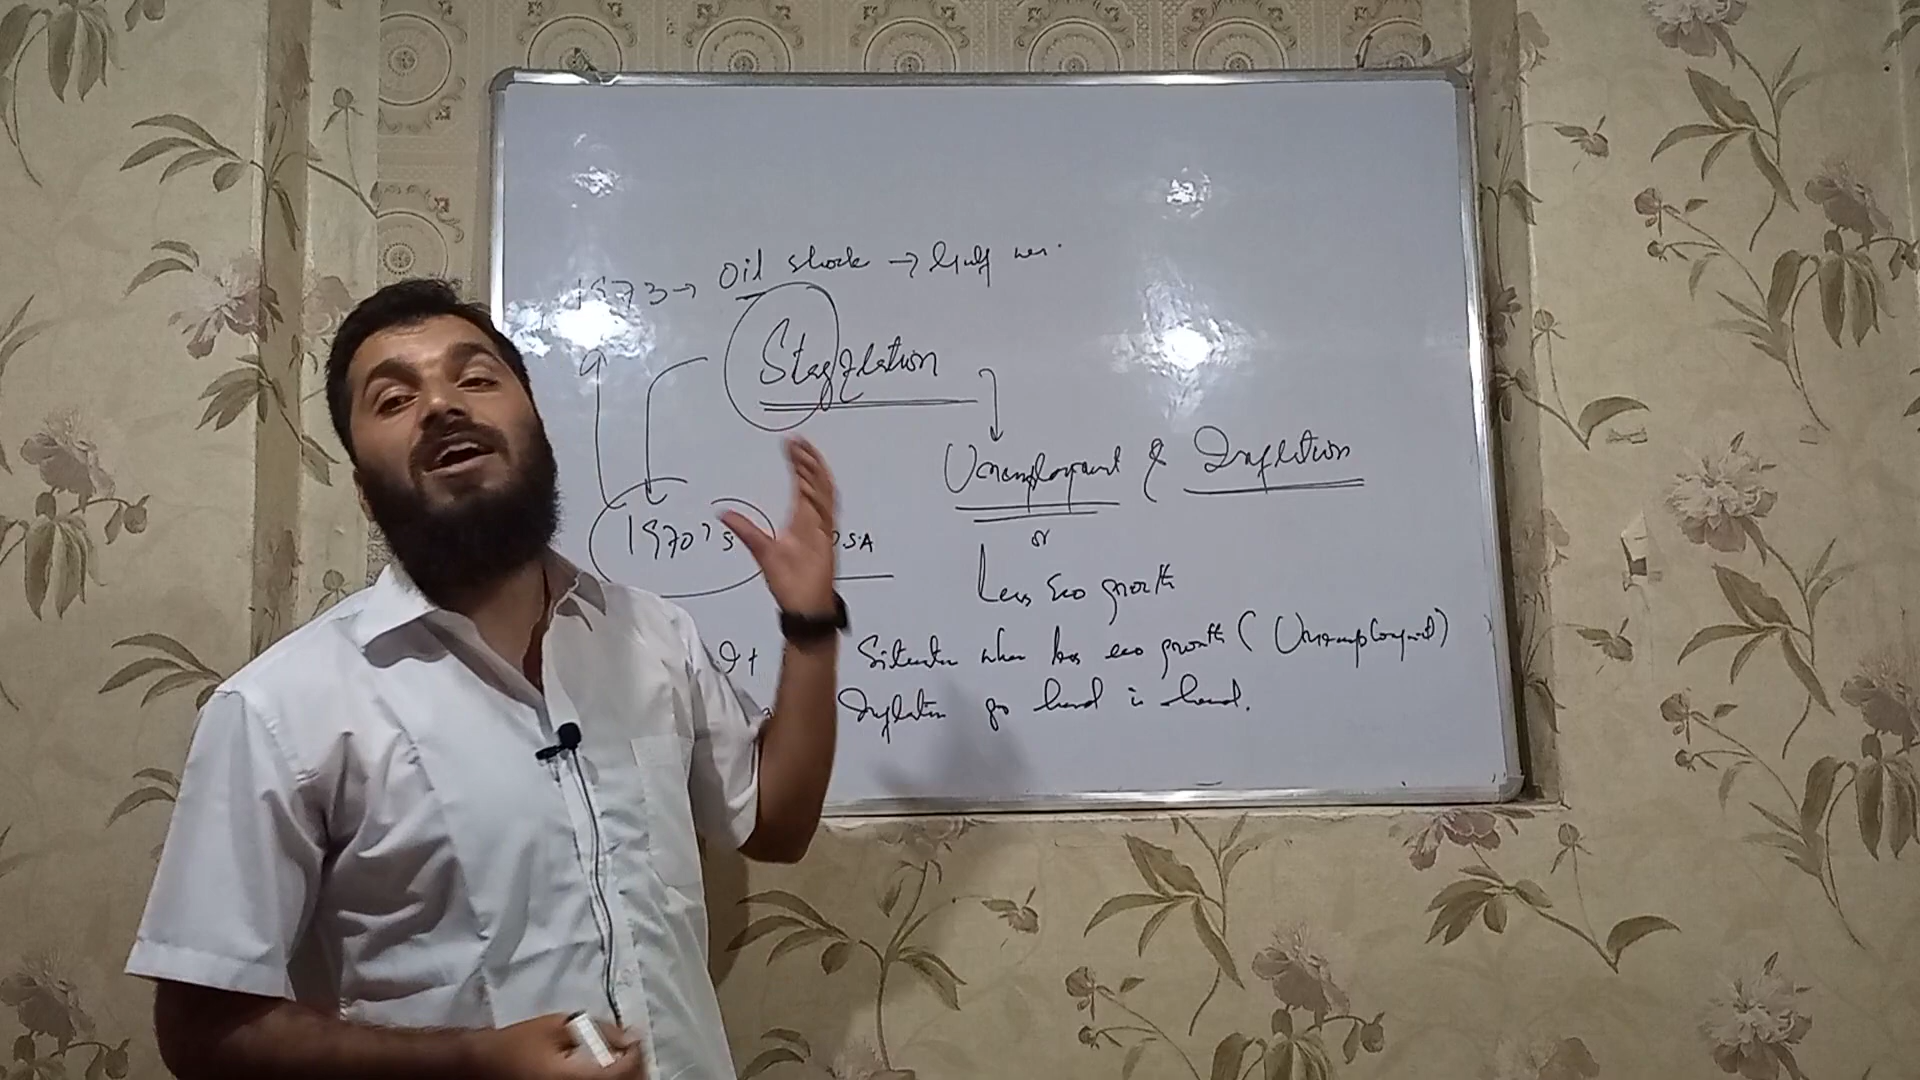 1973 → Oil shock → Gulf war.
Stagflation
Unemployment & Inflation
1970's USA
or
Less Eco growth
It Situation when less eco growth (Unemployment)
Inflation go hand in hand.